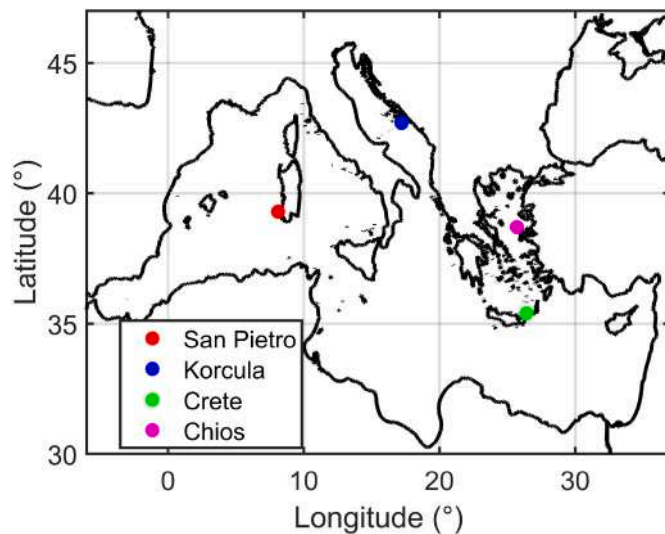 45
40
35
30
Latitude (°)
San Pietro
Korcula
Crete
Chios
0
10
20
30
Longitude (°)